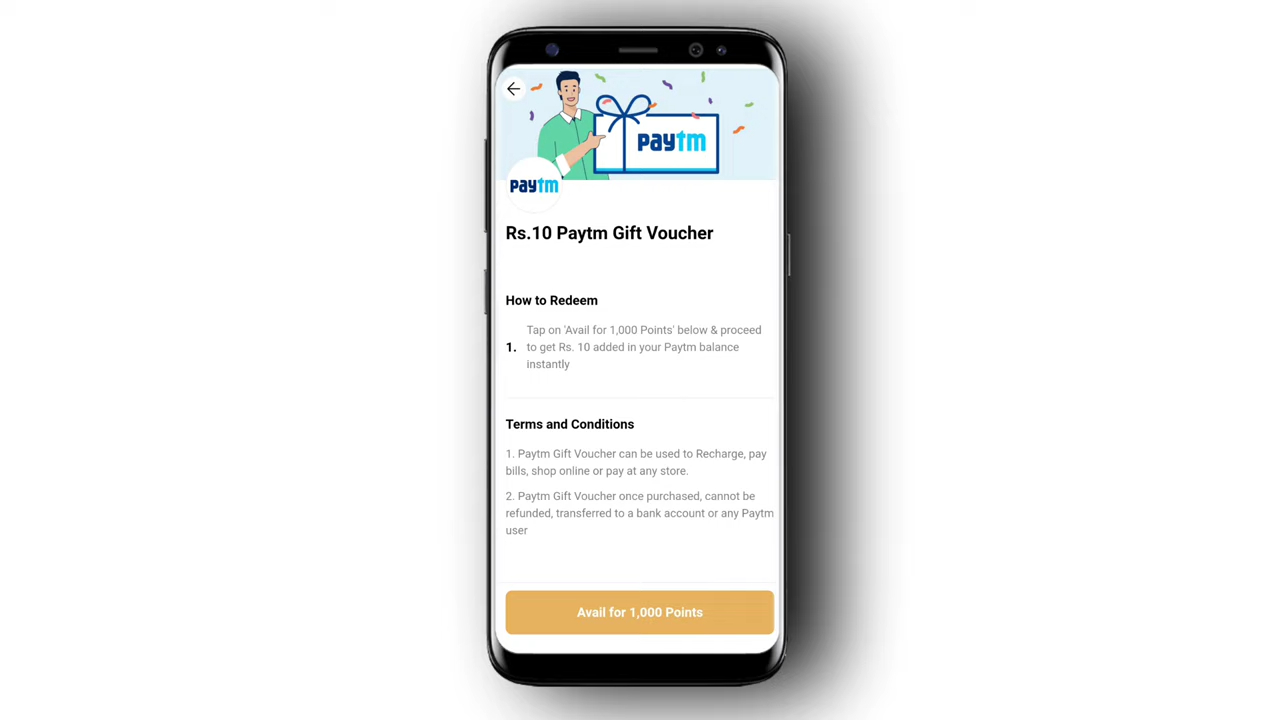 paytm
paytm
Rs.10 Paytm Gift Voucher
How to Redeem
1. Tap on 'Avail for 1,000 Points' below & proceed
to get Rs. 10 added in your Paytm balance
instantly
Terms and Conditions
1. Paytm Gift Voucher can be used to Recharge, pay
bills, shop online or pay at any store.
2. Paytm Gift Voucher once purchased, cannot be
refunded, transferred to a bank account or any Paytm
user
Avail for 1,000 Points